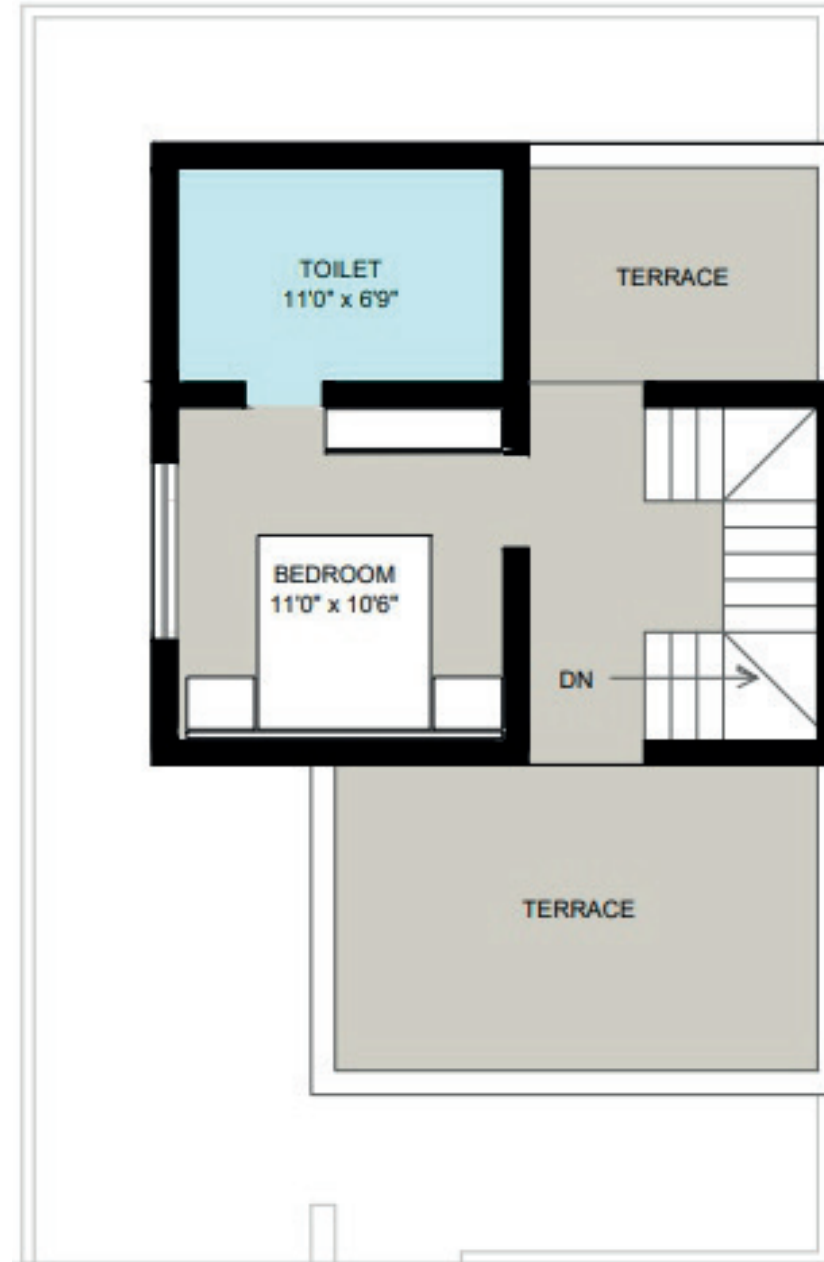 TOILET
11'0" x 6'9"
TERRACE
BEDROOM
11'0" x 10'6"
DN
TERRACE